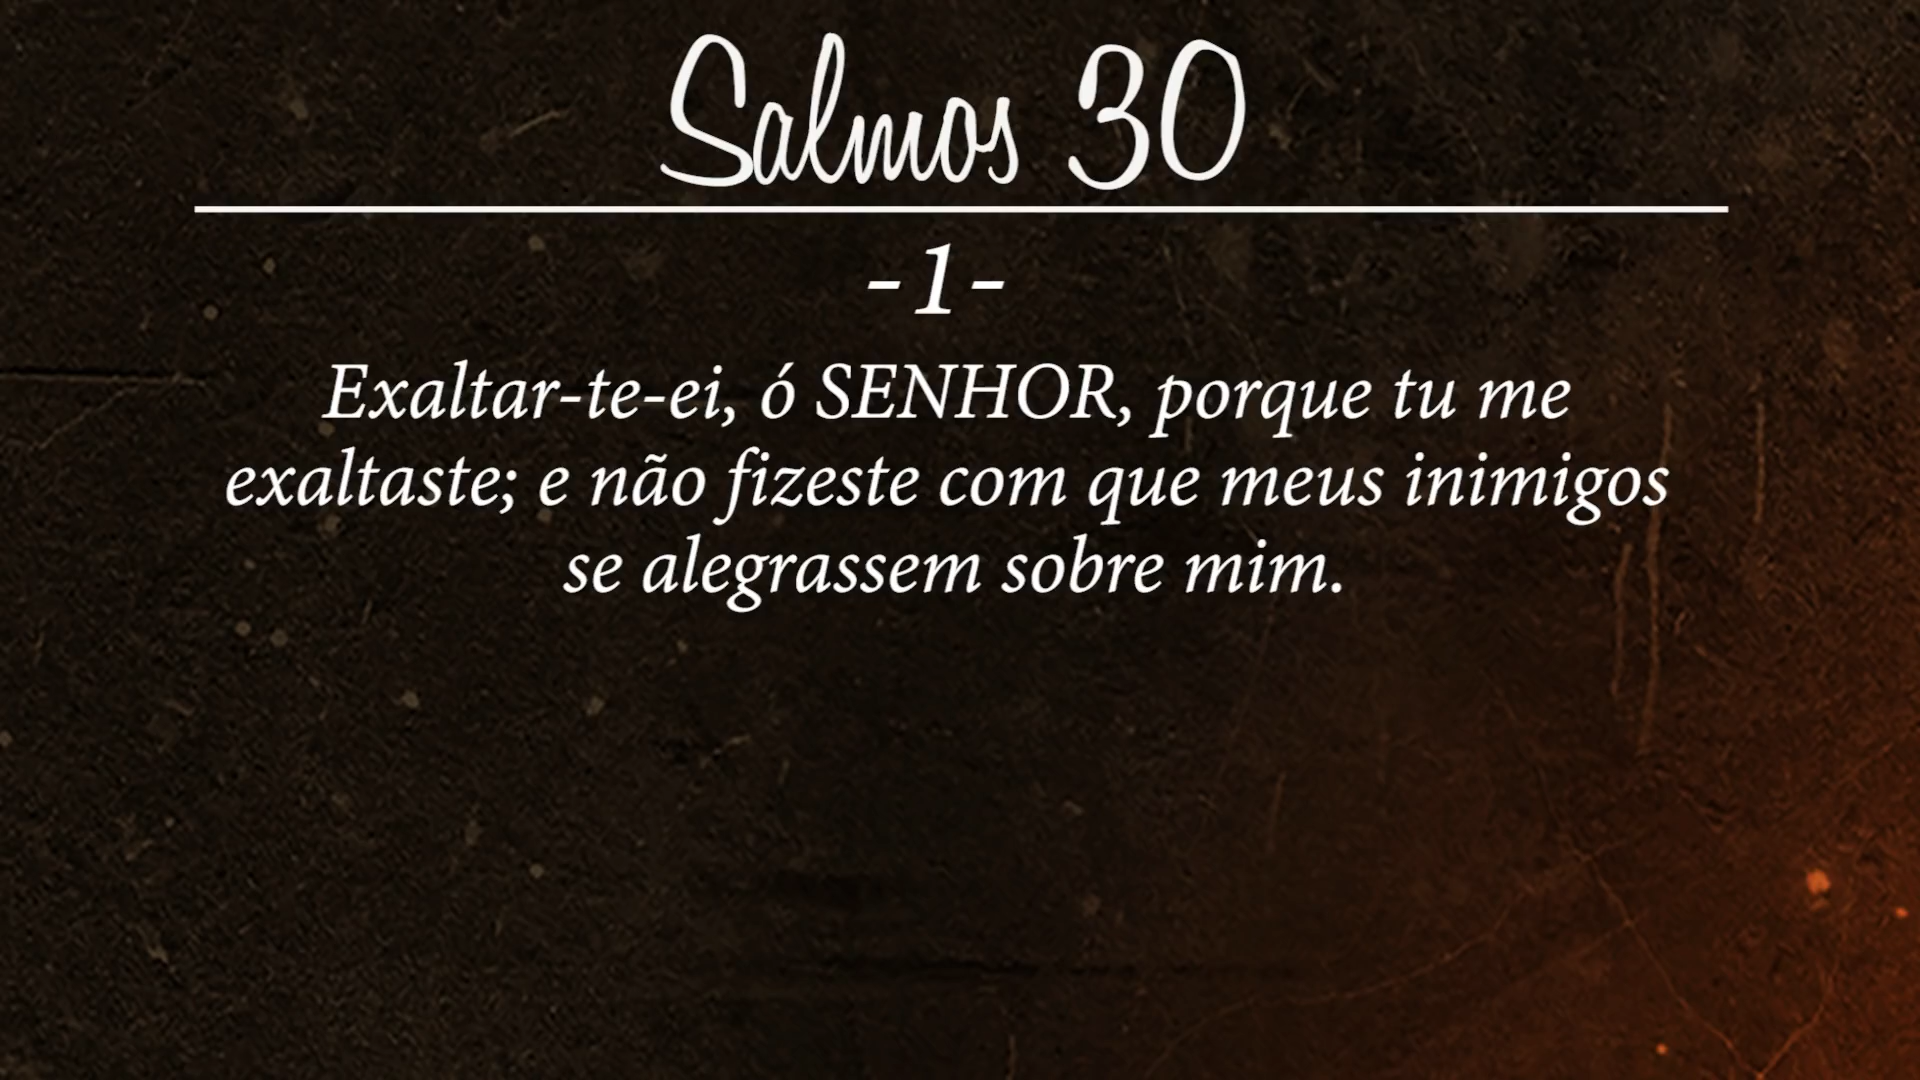 Salmos 30
-1-
Exaltar-te-ei, ó SENHOR, porque tu me
exaltaste; e não fizeste com que meus inimigos
se alegrassem sobre mim.